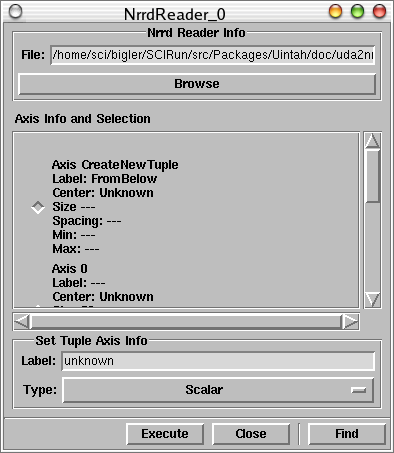 NrrdReader_0
Nrrd Reader Info
File: /home/sci/bigler/SCIRun/src/Packages/Uintah/doc/uda2nr
Browse
Axis Info and Selection
Axis CreateNewTuple
Label: FromBelow
Center: Unknown
Size ---
Spacing: ---
Min: ---
Max: ---
Axis 0
Label: ---
Center: Unknown
Set Tuple Axis Info
Label: unknown
Type: Scalar
Execute Close Find